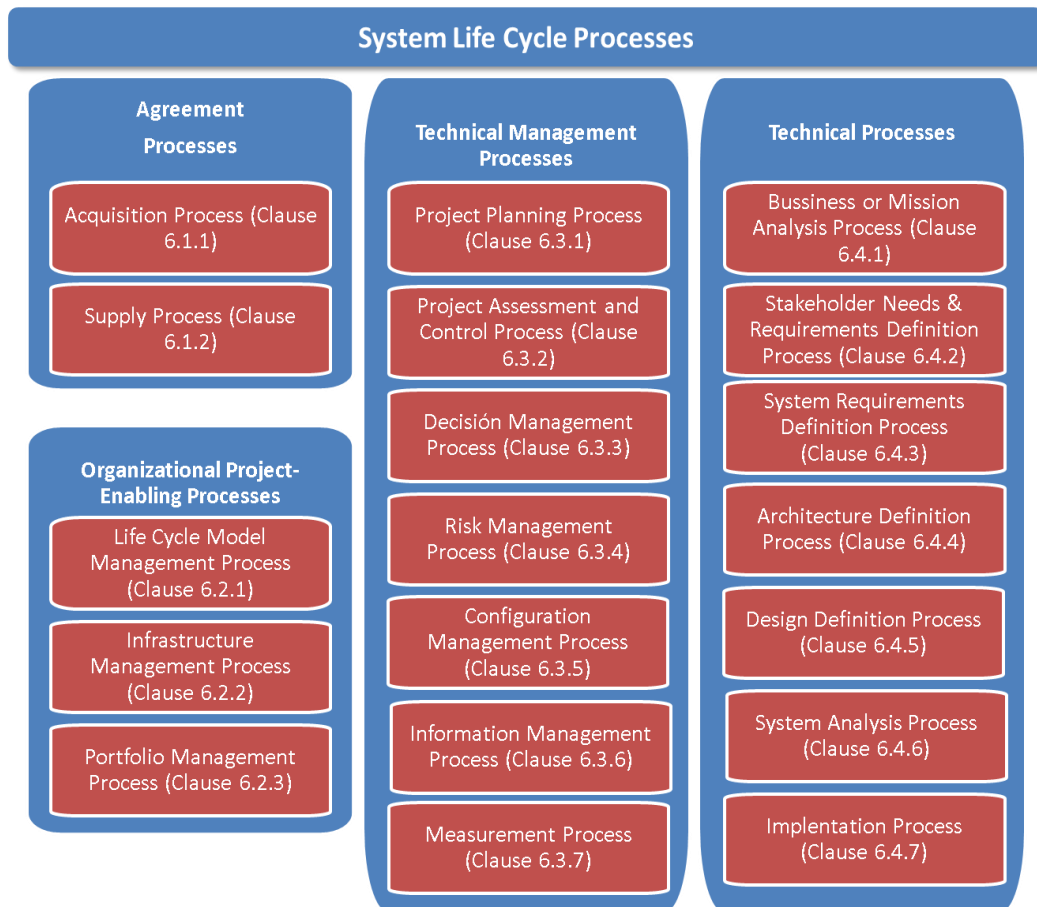 System Life Cycle Processes
Agreement
Processes
Acquisition Process (Clause
6.1.1)
Supply Process (Clause
6.1.2)
Organizational Project-
Enabling Processes
Life Cycle Model
Management Process
(Clause 6.2.1)
Infrastructure
Management Process
(Clause 6.2.2)
Portfolio Management
Process (Clause 6.2.3)
Technical Management
Processes
Project Planning Process
(Clause 6.3.1)
Project Assessment and
Control Process (Clause
6.3.2)
Decisión Management
Process (Clause 6.3.3)
Risk Management
Process (Clause 6.3.4)
Configuration
Management Process
(Clause 6.3.5)
Information Management
Process (Clause 6.3.6)
Measurement Process
(Clause 6.3.7)
Technical Processes
Bussiness or Mission
Analysis Process (Clause
6.4.1)
Stakeholder Needs &
Requirements Definition
Process (Clause 6.4.2)
System Requirements
Definition Process
(Clause 6.4.3)
Architecture Definition
Process (Clause 6.4.4)
Design Definition Process
(Clause 6.4.5)
System Analysis Process
(Clause 6.4.6)
Implentation Process
(Clause 6.4.7)